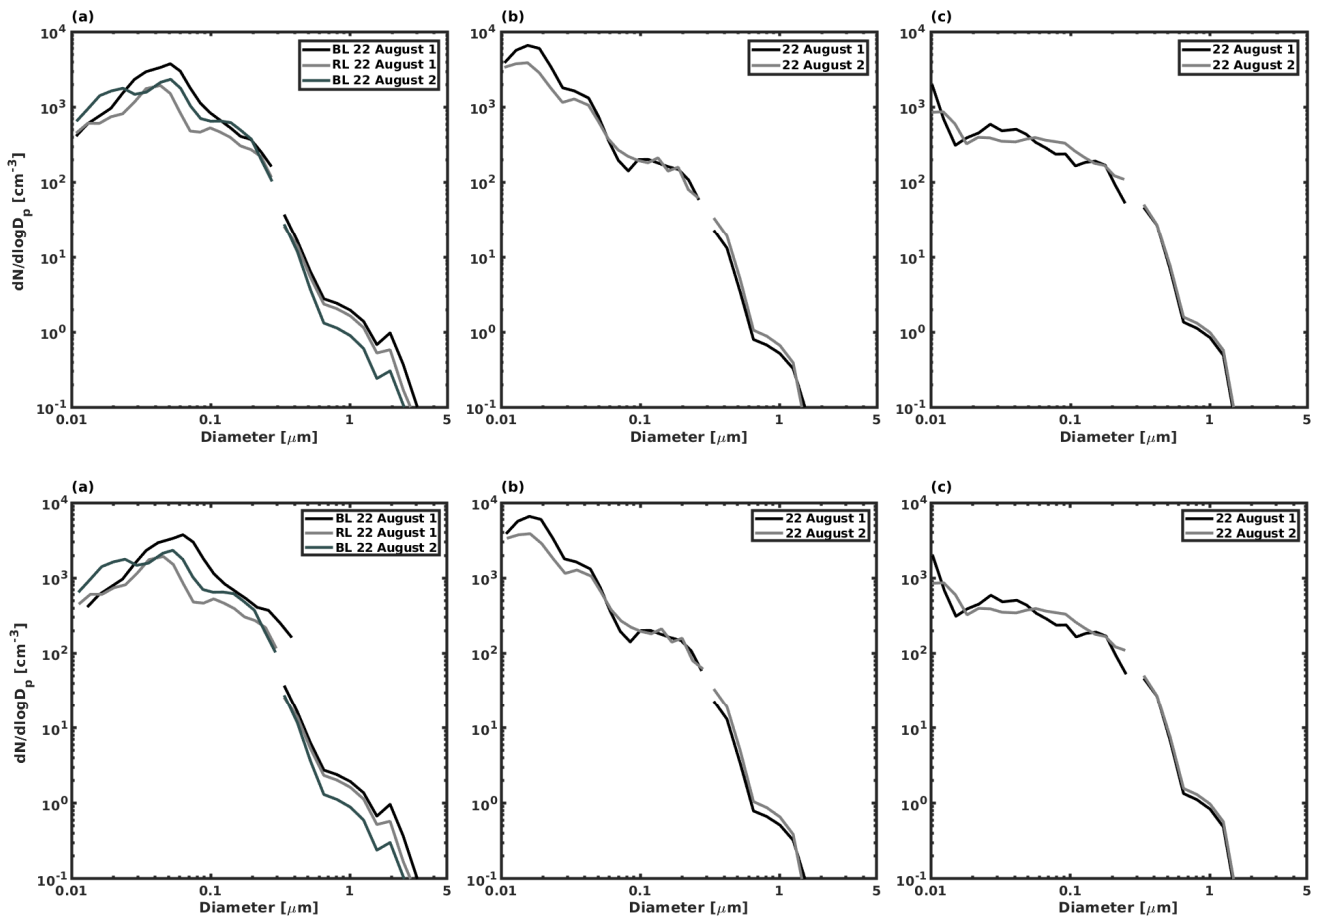 (a) (b) (c)
10^4 10^4 10^4
BL 22 August 1
RL 22 August 1
BL 22 August 2
22 August 1
22 August 2
22 August 1
22 August 2
10^3 10^3 10^3
10^2 10^2 10^2
10^1 10^1 10^1
10^0 10^0 10^0
10^-1 10^-1 10^-1
dN/dlogD_p [cm^-3]
0.01 0.1 1 5 0.01 0.1 1 5 0.01 0.1 1 5
Diameter [μm] Diameter [μm] Diameter [μm]
(a) (b) (c)
10^4 10^4 10^4
BL 22 August 1
RL 22 August 1
BL 22 August 2
22 August 1
22 August 2
22 August 1
22 August 2
10^3 10^3 10^3
10^2 10^2 10^2
10^1 10^1 10^1
10^0 10^0 10^0
10^-1 10^-1 10^-1
dN/dlogD_p [cm^-3]
0.01 0.1 1 5 0.01 0.1 1 5 0.01 0.1 1 5
Diameter [μm] Diameter [μm] Diameter [μm]